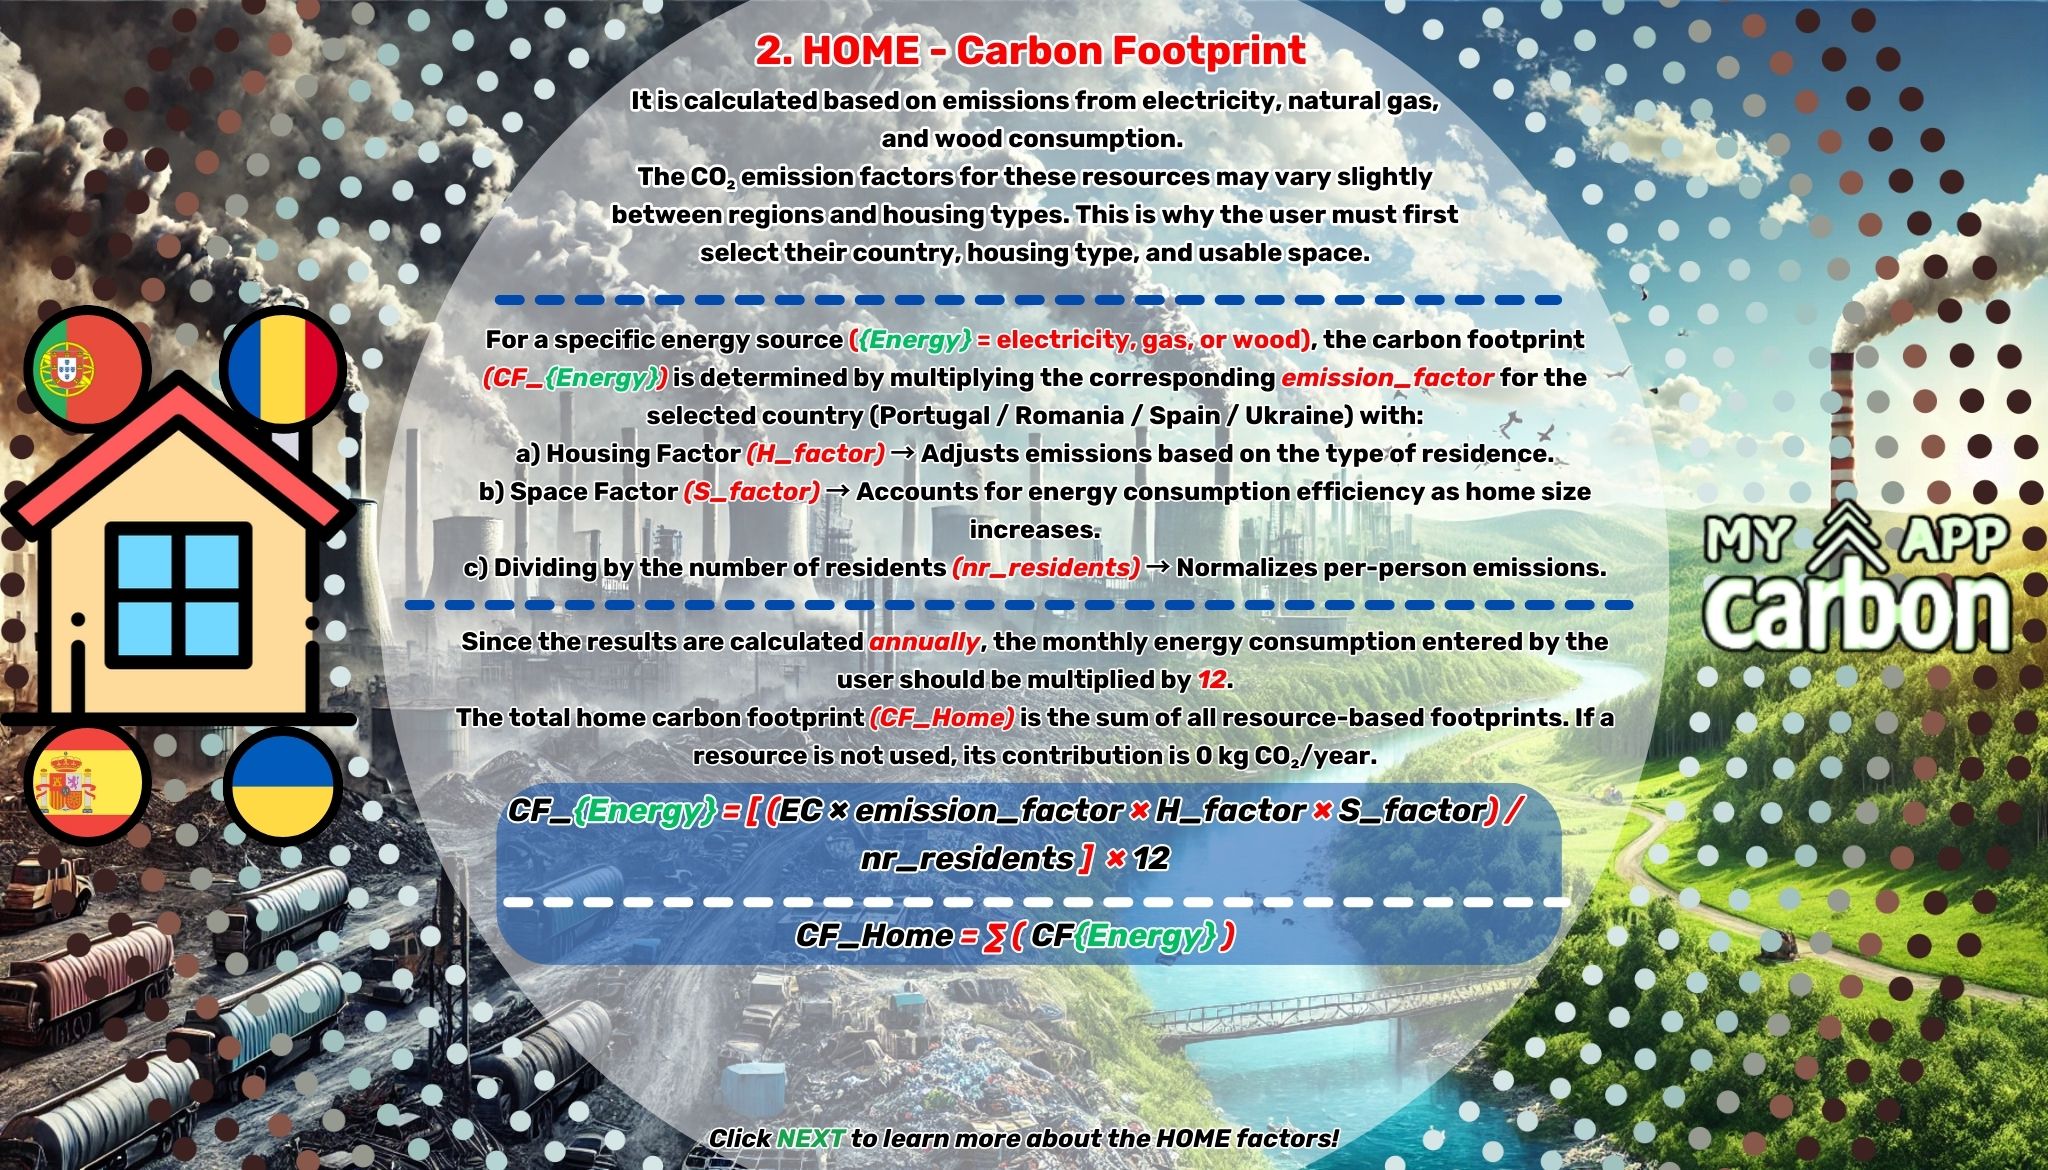 2. HOME - Carbon Footprint
It is calculated based on emissions from electricity, natural gas,
and wood consumption.
The CO₂ emission factors for these resources may vary slightly
between regions and housing types. This is why the user must first
select their country, housing type, and usable space.
For a specific energy source ({Energy} = electricity, gas, or wood), the carbon footprint
(CF_{Energy}) is determined by multiplying the corresponding emission_factor for the
selected country (Portugal / Romania / Spain / Ukraine) with:
a) Housing Factor (H_factor) → Adjusts emissions based on the type of residence.
b) Space Factor (S_factor) → Accounts for energy consumption efficiency as home size
increases.
c) Dividing by the number of residents (nr_residents) → Normalizes per-person emissions.
MY APP
carbon
Since the results are calculated annually, the monthly energy consumption entered by the
user should be multiplied by 12.
The total home carbon footprint (CF_Home) is the sum of all resource-based footprints. If a
resource is not used, its contribution is 0 kg CO₂/year.
CF_{Energy} = [ (EC × emission_factor × H_factor × S_factor) /
nr_residents ] × 12
CF_Home = ∑ ( CF{Energy} )
Click NEXT to learn more about the HOME factors!